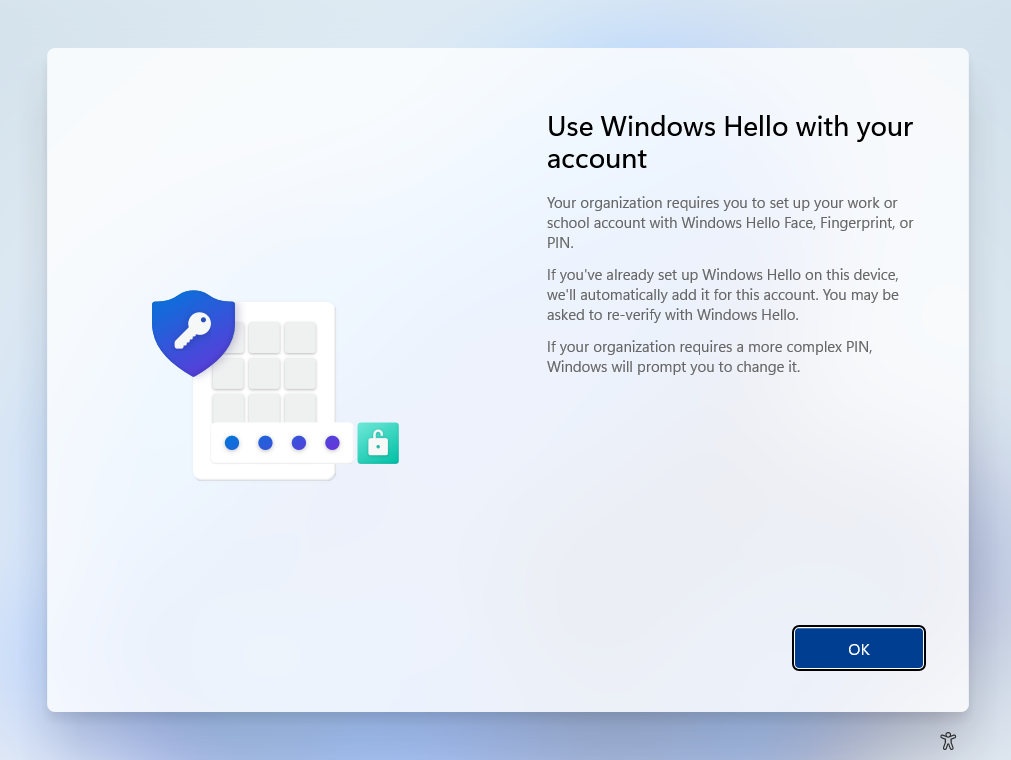 Use Windows Hello with your
account
Your organization requires you to set up your work or
school account with Windows Hello Face, Fingerprint, or
PIN.
If you've already set up Windows Hello on this device,
we'll automatically add it for this account. You may be
asked to re-verify with Windows Hello.
If your organization requires a more complex PIN,
Windows will prompt you to change it.
OK